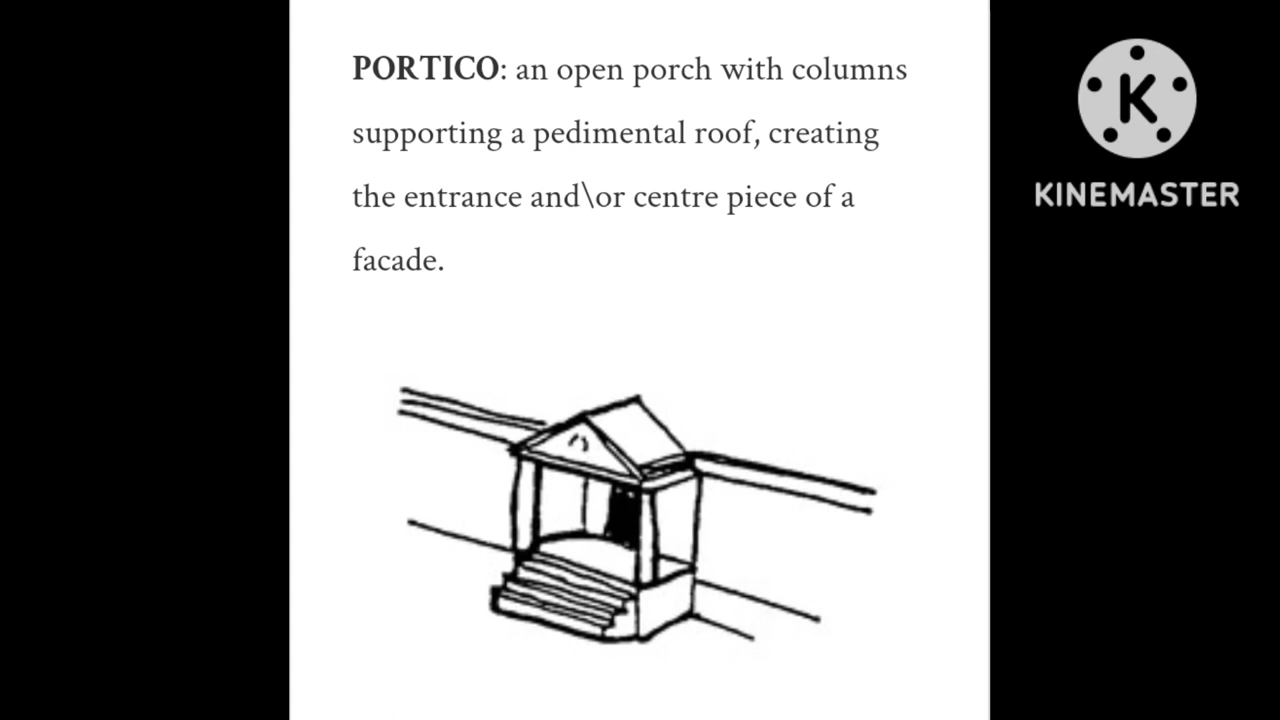 PORTICO: an open porch with columns
supporting a pedimental roof, creating
the entrance and\or centre piece of a
facade.
K
KINEMASTER